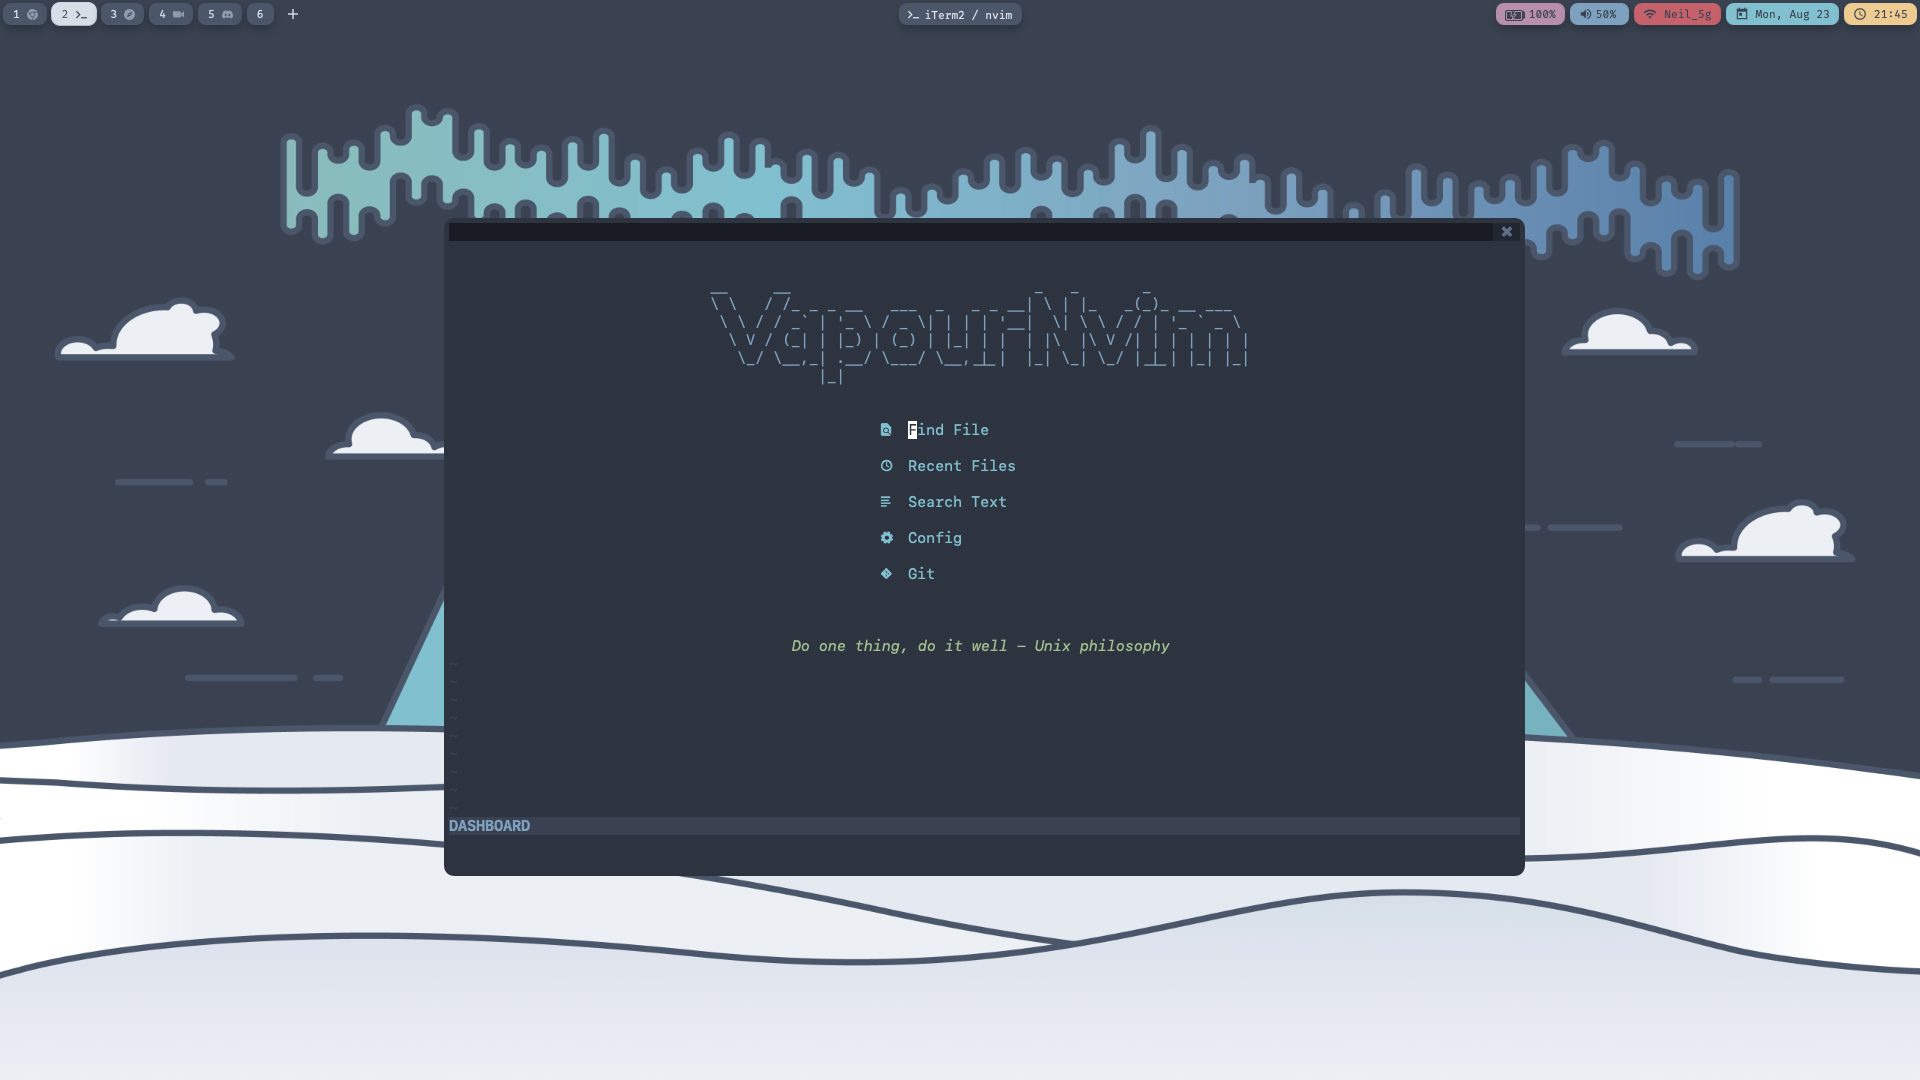 1 2 3 4 5 6 +
>_ iTerm2 / nvim
100% 50% Neil_5g Mon, Aug 23 21:45
VapourNvim
Find File
Recent Files
Search Text
Config
Git
Do one thing, do it well – Unix philosophy
~
~
~
~
~
~
~
~
~
DASHBOARD